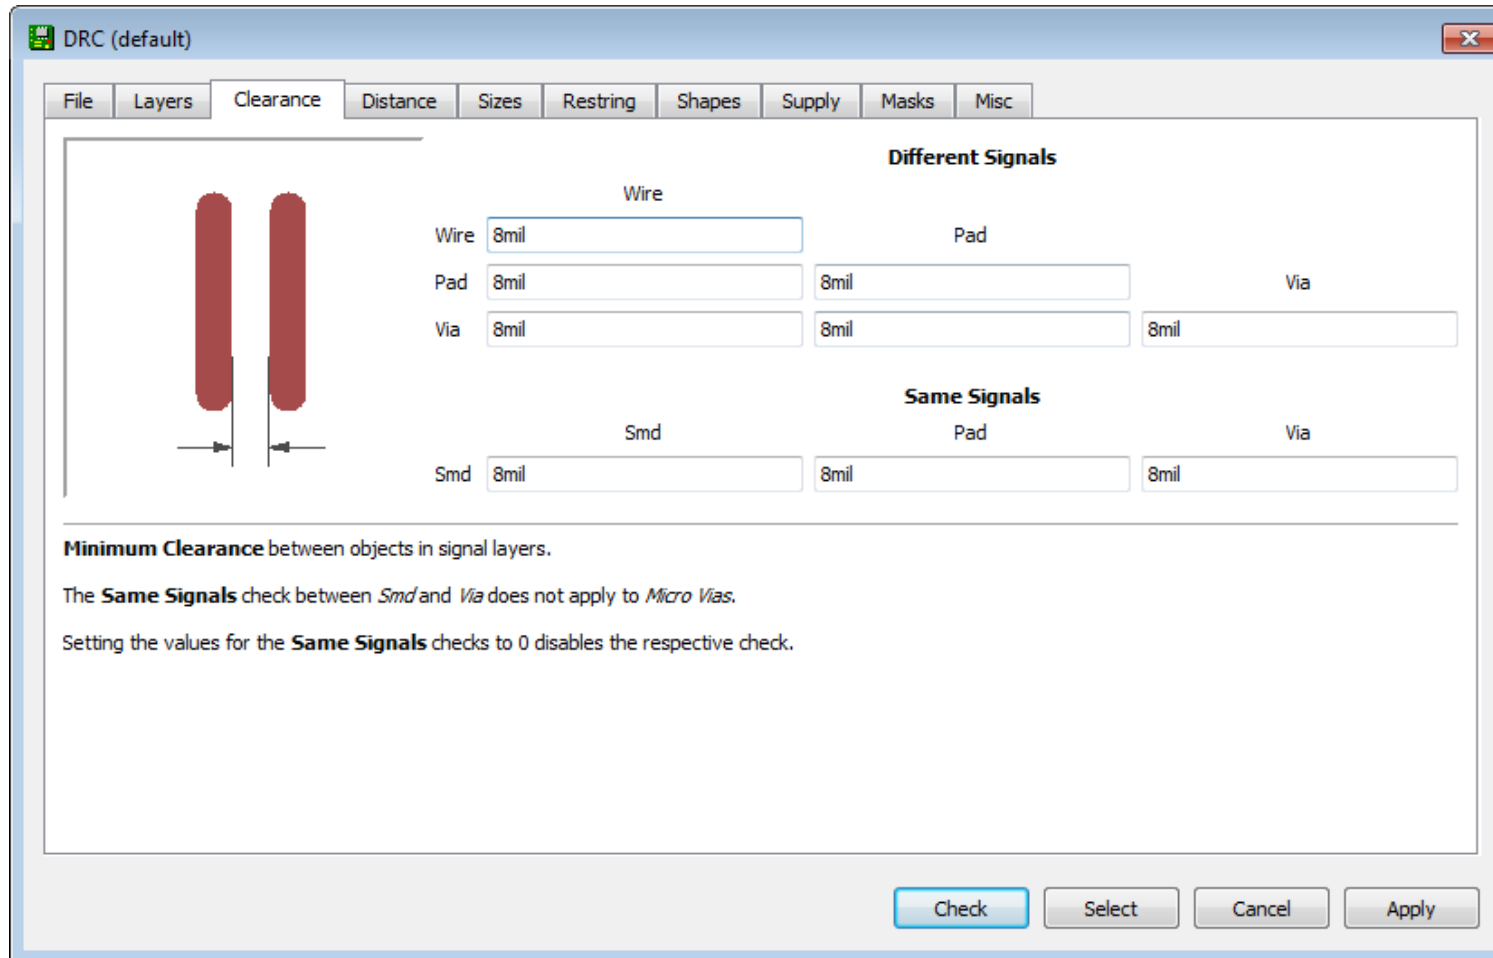 DRC (default)
File Layers Clearance Distance Sizes Restring Shapes Supply Masks Misc
Different Signals
Wire
Wire 8mil Pad
Pad 8mil 8mil Via
Via 8mil 8mil 8mil
Same Signals
Smd Pad Via
Smd 8mil 8mil 8mil
Minimum Clearance between objects in signal layers.
The Same Signals check between Smd and Via does not apply to Micro Vias.
Setting the values for the Same Signals checks to 0 disables the respective check.
Check Select Cancel Apply